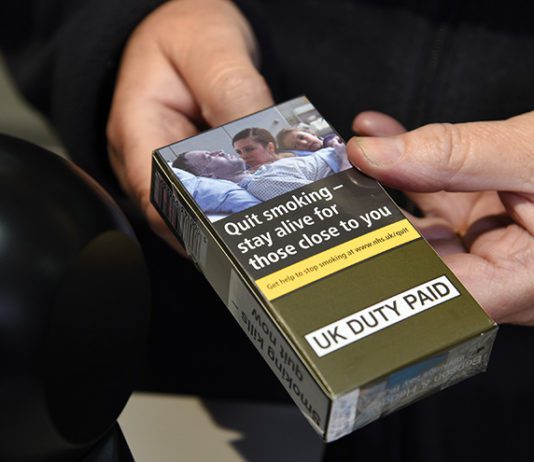 Quit smoking –
stay alive for
those close to you
Get help to stop smoking at www.nhs.uk/quit
UK DUTY PAID
Smoking kills –
quit now